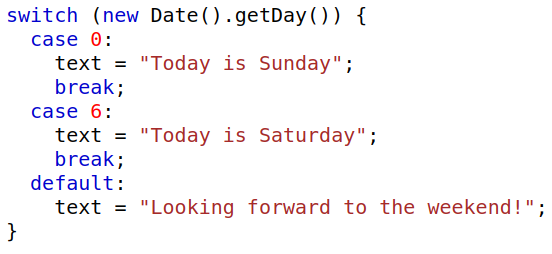 switch (new Date().getDay()) {
  case 0:
    text = "Today is Sunday";
    break;
  case 6:
    text = "Today is Saturday";
    break;
  default:
    text = "Looking forward to the weekend!";
}